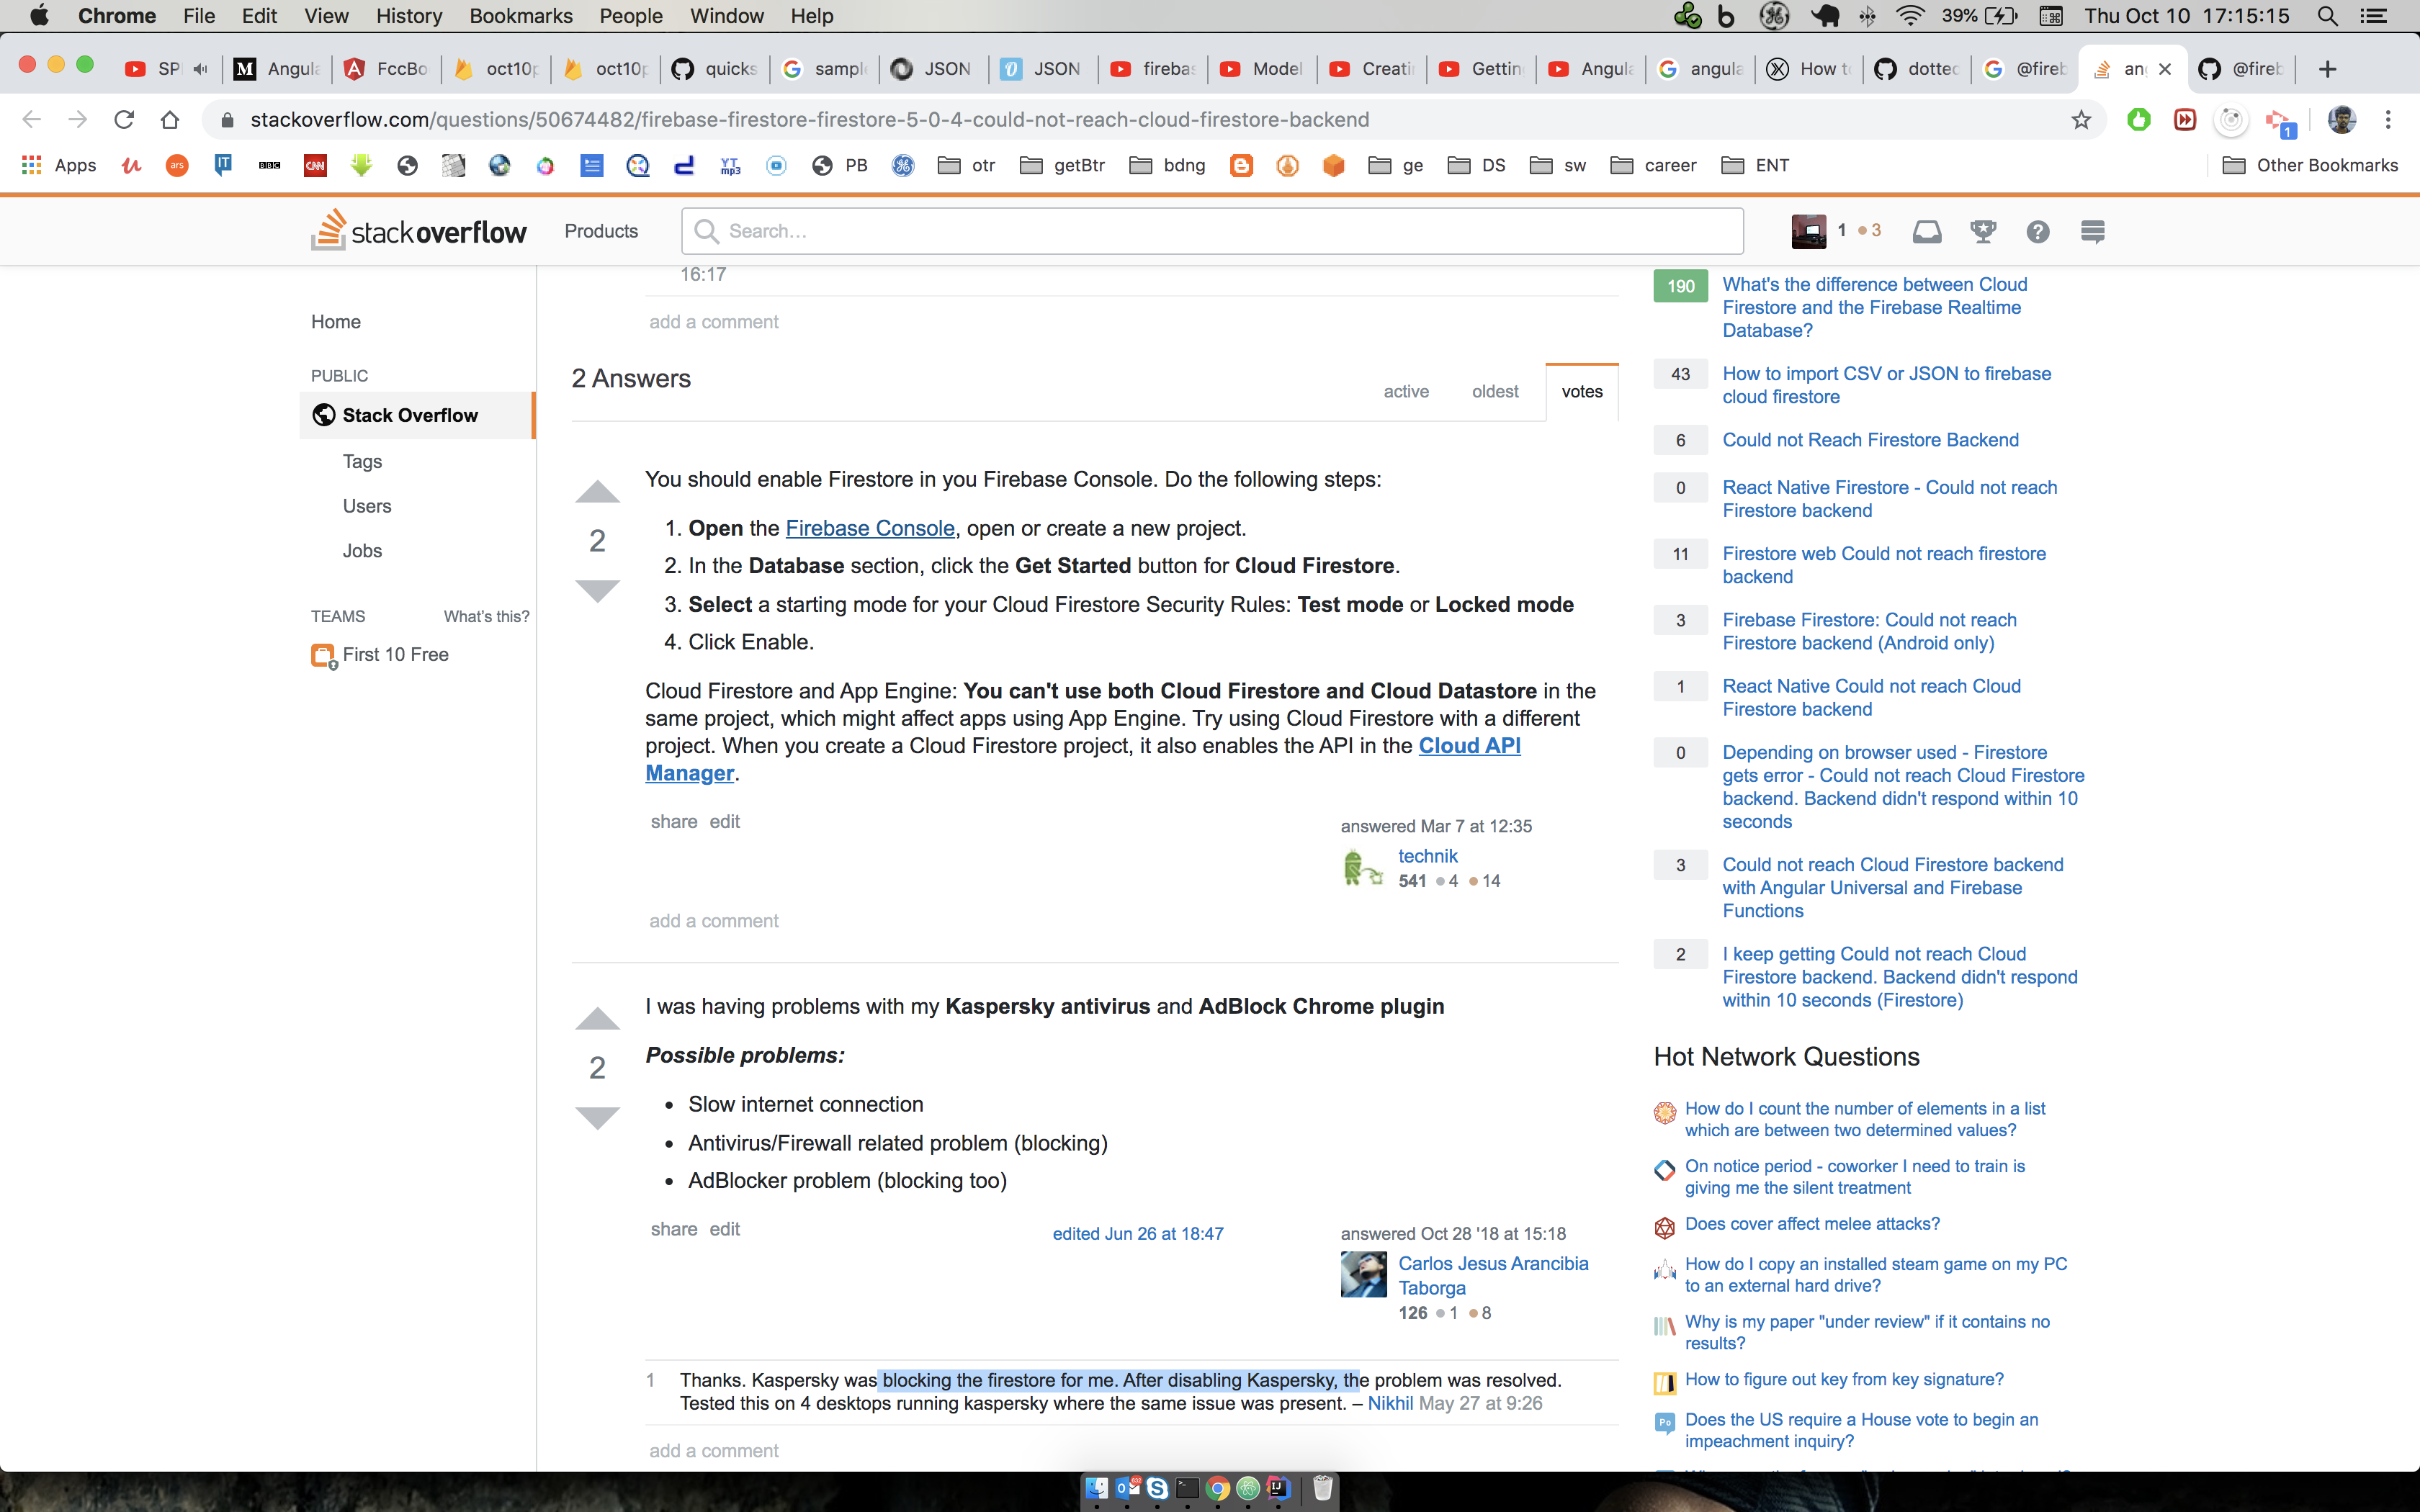 Chrome File Edit View History Bookmarks People Window Help 39% Thu Oct 10 17:15:15
SP Angula FccBo oct10p oct10p quicks sampl JSON JSON firebas Model Creati Gettin Angula angula How to dottec @fireb an @fireb
stackoverflow.com/questions/50674482/firebase-firestore-firestore-5-0-4-could-not-reach-cloud-firestore-backend
1
Apps ars IT BBC CNN YT mp3 PB otr getBtr bdng ge DS sw career ENT Other Bookmarks
stackoverflow Products Search... 1 3
Home
PUBLIC
Stack Overflow
Tags
Users
Jobs
TEAMS What's this?
First 10 Free
16:17
add a comment
2 Answers
active oldest votes
2
You should enable Firestore in you Firebase Console. Do the following steps:
1. Open the Firebase Console, open or create a new project.
2. In the Database section, click the Get Started button for Cloud Firestore.
3. Select a starting mode for your Cloud Firestore Security Rules: Test mode or Locked mode
4. Click Enable.
Cloud Firestore and App Engine: You can't use both Cloud Firestore and Cloud Datastore in the
same project, which might affect apps using App Engine. Try using Cloud Firestore with a different
project. When you create a Cloud Firestore project, it also enables the API in the Cloud API
Manager.
share edit
answered Mar 7 at 12:35
technik
541 4 14
add a comment
2
I was having problems with my Kaspersky antivirus and AdBlock Chrome plugin
Possible problems:
• Slow internet connection
• Antivirus/Firewall related problem (blocking)
• AdBlocker problem (blocking too)
share edit
edited Jun 26 at 18:47
answered Oct 28 '18 at 15:18
Carlos Jesus Arancibia
Taborga
126 1 8
1 Thanks. Kaspersky was blocking the firestore for me. After disabling Kaspersky, the problem was resolved.
Tested this on 4 desktops running kaspersky where the same issue was present. – Nikhil May 27 at 9:26
add a comment
190 What's the difference between Cloud
Firestore and the Firebase Realtime
Database?
43 How to import CSV or JSON to firebase
cloud firestore
6 Could not Reach Firestore Backend
0 React Native Firestore - Could not reach
Firestore backend
11 Firestore web Could not reach firestore
backend
3 Firebase Firestore: Could not reach
Firestore backend (Android only)
1 React Native Could not reach Cloud
Firestore backend
0 Depending on browser used - Firestore
gets error - Could not reach Cloud Firestore
backend. Backend didn't respond within 10
seconds
3 Could not reach Cloud Firestore backend
with Angular Universal and Firebase
Functions
2 I keep getting Could not reach Cloud
Firestore backend. Backend didn't respond
within 10 seconds (Firestore)
Hot Network Questions
How do I count the number of elements in a list
which are between two determined values?
On notice period - coworker I need to train is
giving me the silent treatment
Does cover affect melee attacks?
How do I copy an installed steam game on my PC
to an external hard drive?
Why is my paper "under review" if it contains no
results?
How to figure out key from key signature?
Does the US require a House vote to begin an
impeachment inquiry?